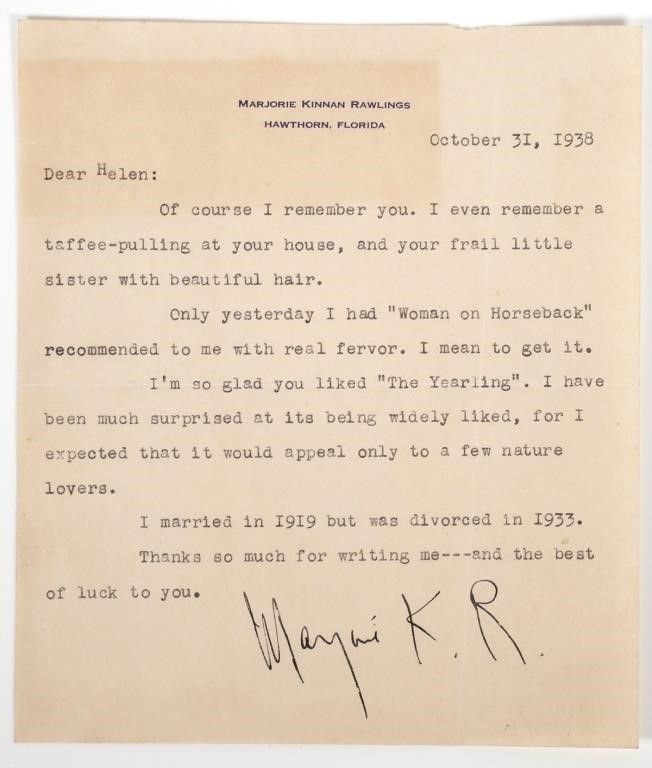 MARJORIE KINNAN RAWLINGS
HAWTHORN, FLORIDA
October 31, 1938
Dear Helen:
Of course I remember you. I even remember a
taffee-pulling at your house, and your frail little
sister with beautiful hair.
Only yesterday I had "Woman on Horseback"
recommended to me with real fervor. I mean to get it.
I'm so glad you liked "The Yearling". I have
been much surprised at its being widely liked, for I
expected that it would appeal only to a few nature
lovers.
I married in 1919 but was divorced in 1933.
Thanks so much for writing me---and the best
of luck to you.
Marjorie K. R.